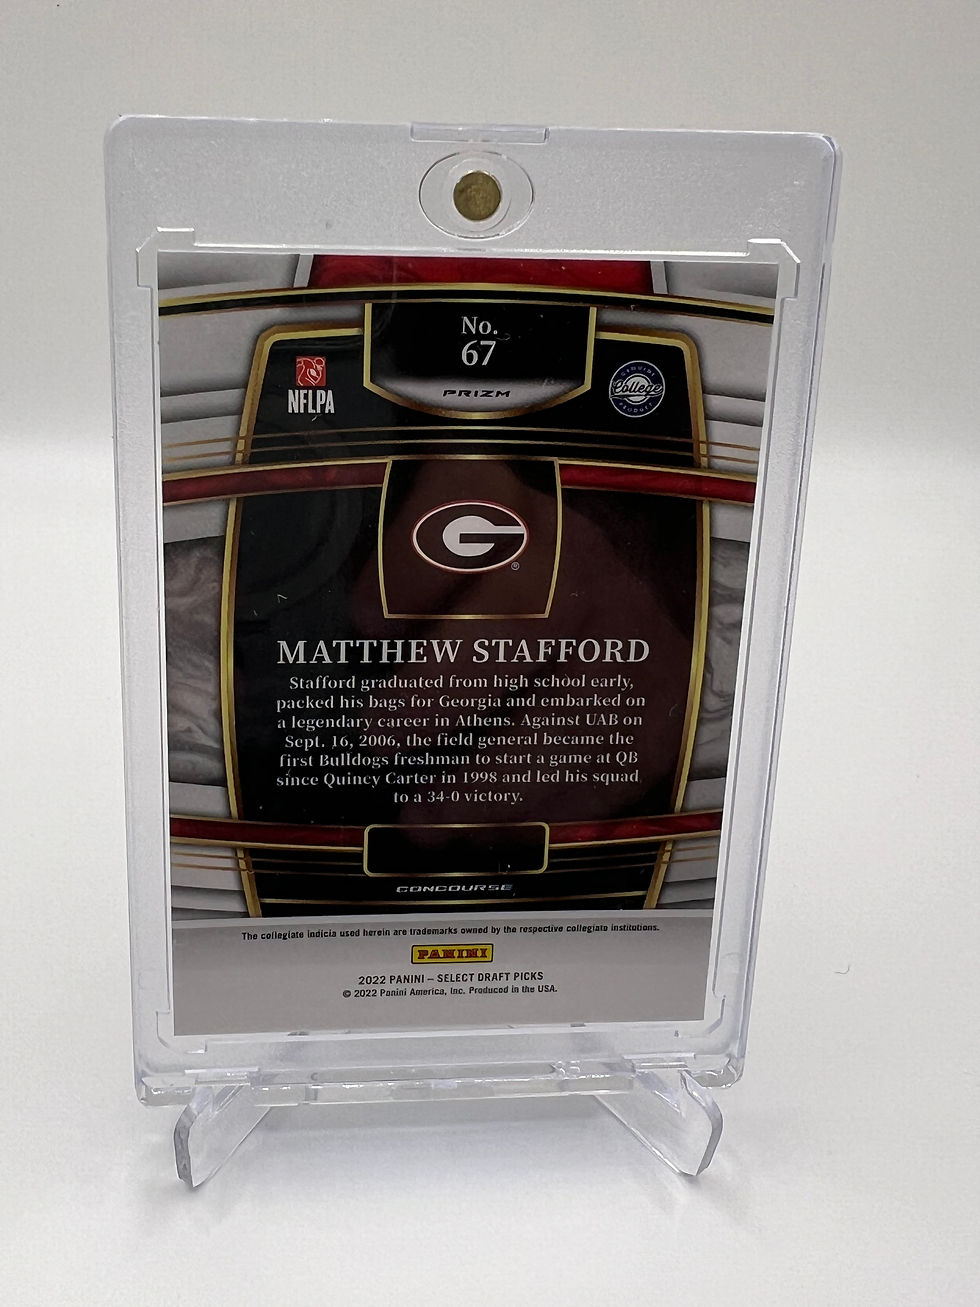 No.
67
PRIZM
NFLPA
GENUINE
College
PRODUCT
G
®
MATTHEW STAFFORD
Stafford graduated from high school early,
packed his bags for Georgia and embarked on
a legendary career in Athens. Against UAB on
Sept. 16, 2006, the field general became the
first Bulldogs freshman to start a game at QB
since Quincy Carter in 1998 and led his squad
to a 34-0 victory.
CONCOURSE
The collegiate indicia used herein are trademarks owned by the respective collegiate institutions.
PANINI
2022 PANINI – SELECT DRAFT PICKS
© 2022 Panini America, Inc. Produced in the USA.